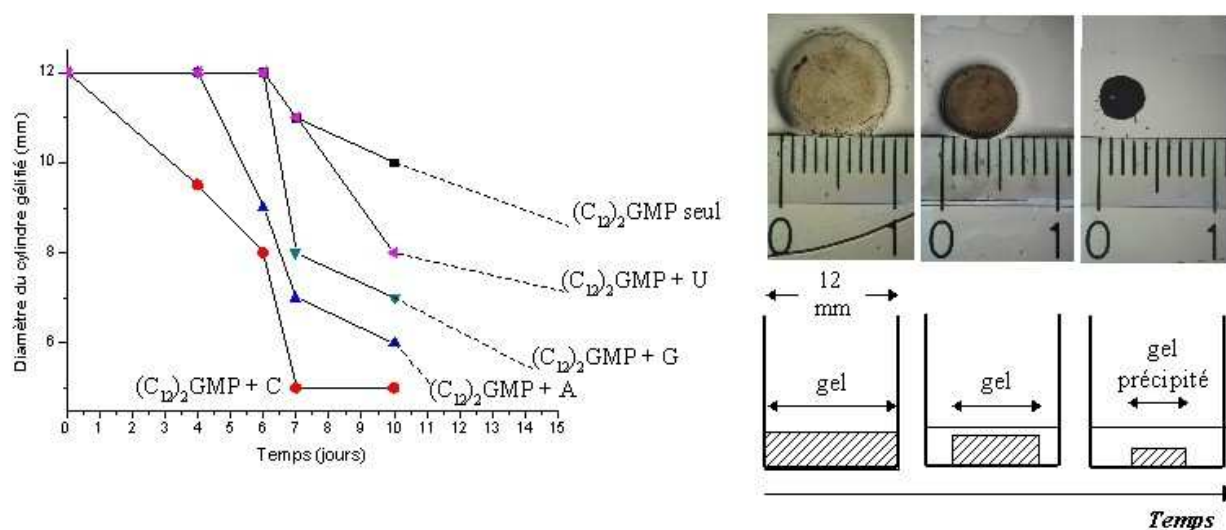 Diamètre du cylindre gélifié (mm)
12
10
8
6
0 1 2 3 4 5 6 7 8 9 10 11 12 13 14 15
Temps (jours)
(C12)2GMP seul
(C12)2GMP + U
(C12)2GMP + G
(C12)2GMP + A
(C12)2GMP + C
0 1
0 1
0 1
12
mm
gel
gel
gel
précipité
Temps